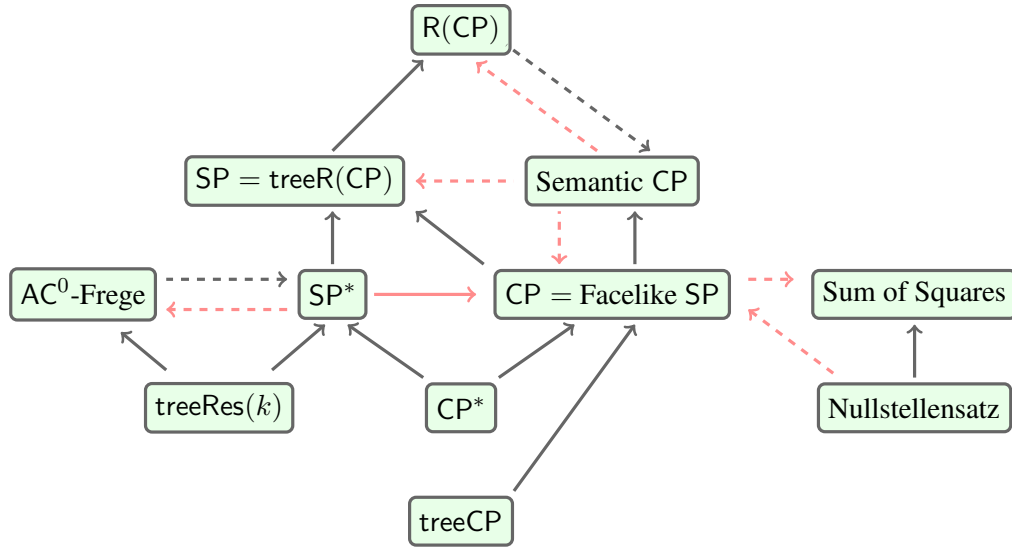 R(CP)
SP = treeR(CP)
Semantic CP
AC⁰-Frege
SP*
CP = Facelike SP
Sum of Squares
treeRes(k)
CP*
Nullstellensatz
treeCP